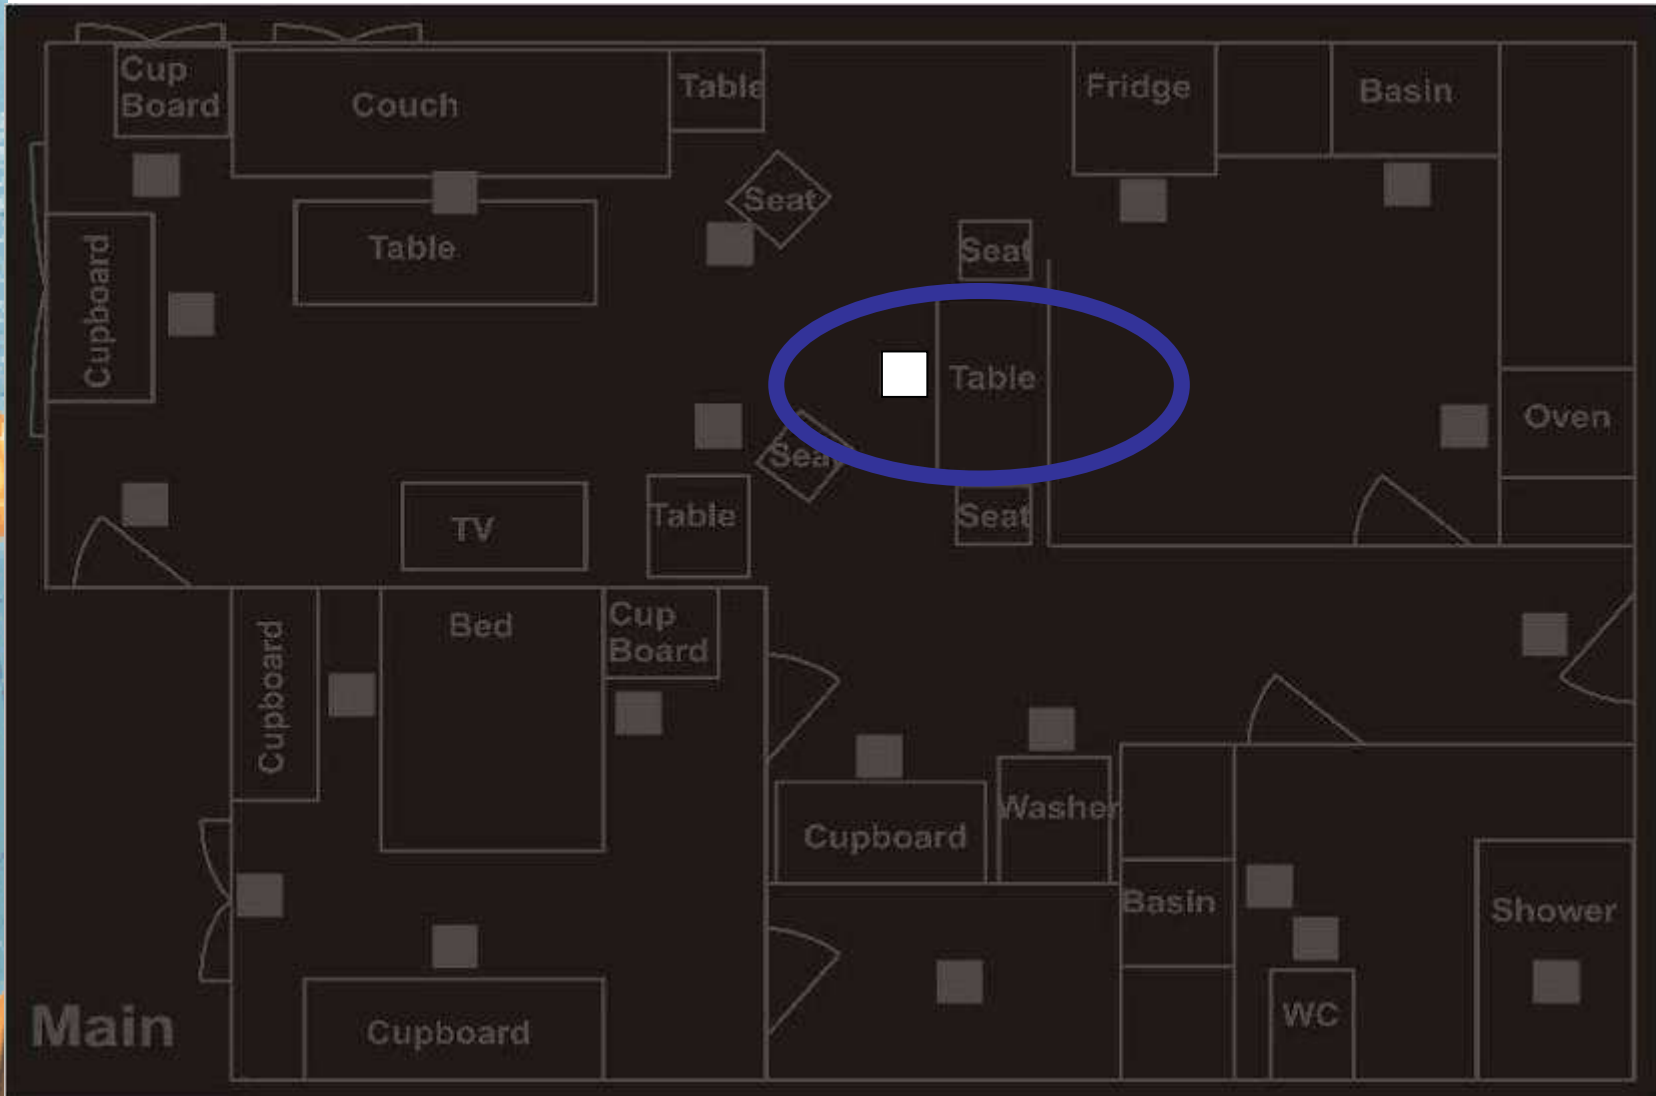 Cup
Board
Couch
Table
Fridge
Basin
Seat
Table
Seat
Cupboard
Table
Oven
Seat
Table
Seat
TV
Bed
Cup
Board
Cupboard
Washer
Cupboard
Basin
Shower
WC
Main
Cupboard